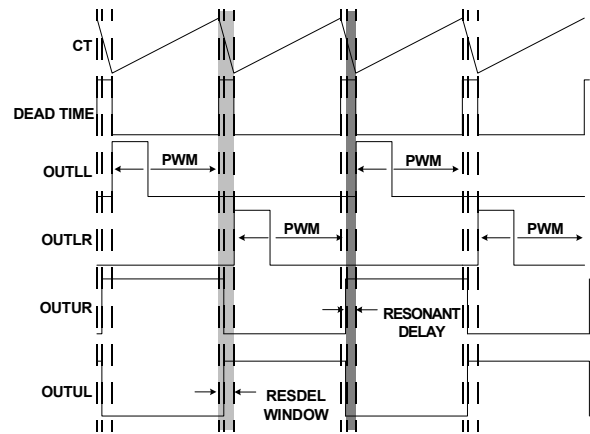 CT
DEAD TIME
OUTLL
PWM
PWM
OUTLR
PWM
PWM
OUTUR
RESONANT
DELAY
OUTUL
RESDEL
WINDOW